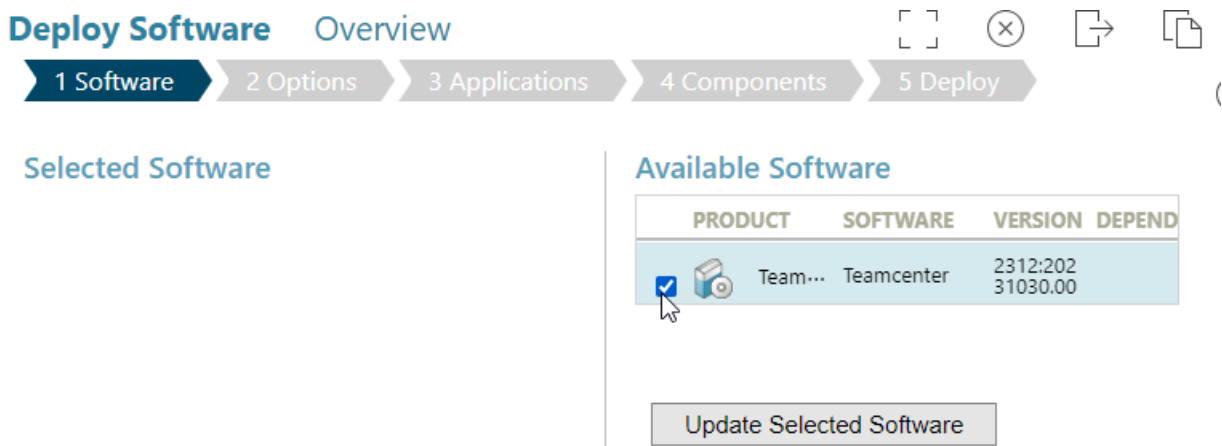 Deploy Software Overview
1 Software 2 Options 3 Applications 4 Components 5 Deploy
Selected Software
Available Software
PRODUCT SOFTWARE VERSION DEPEND
Team... Teamcenter 2312:202
31030.00
Update Selected Software